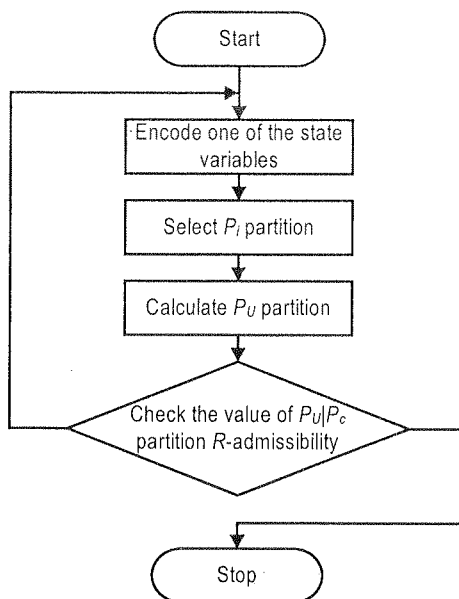 Start
Encode one of the state
variables
Select Pi partition
Calculate PU partition
Check the value of PU|Pc
partition R-admissibility
Stop